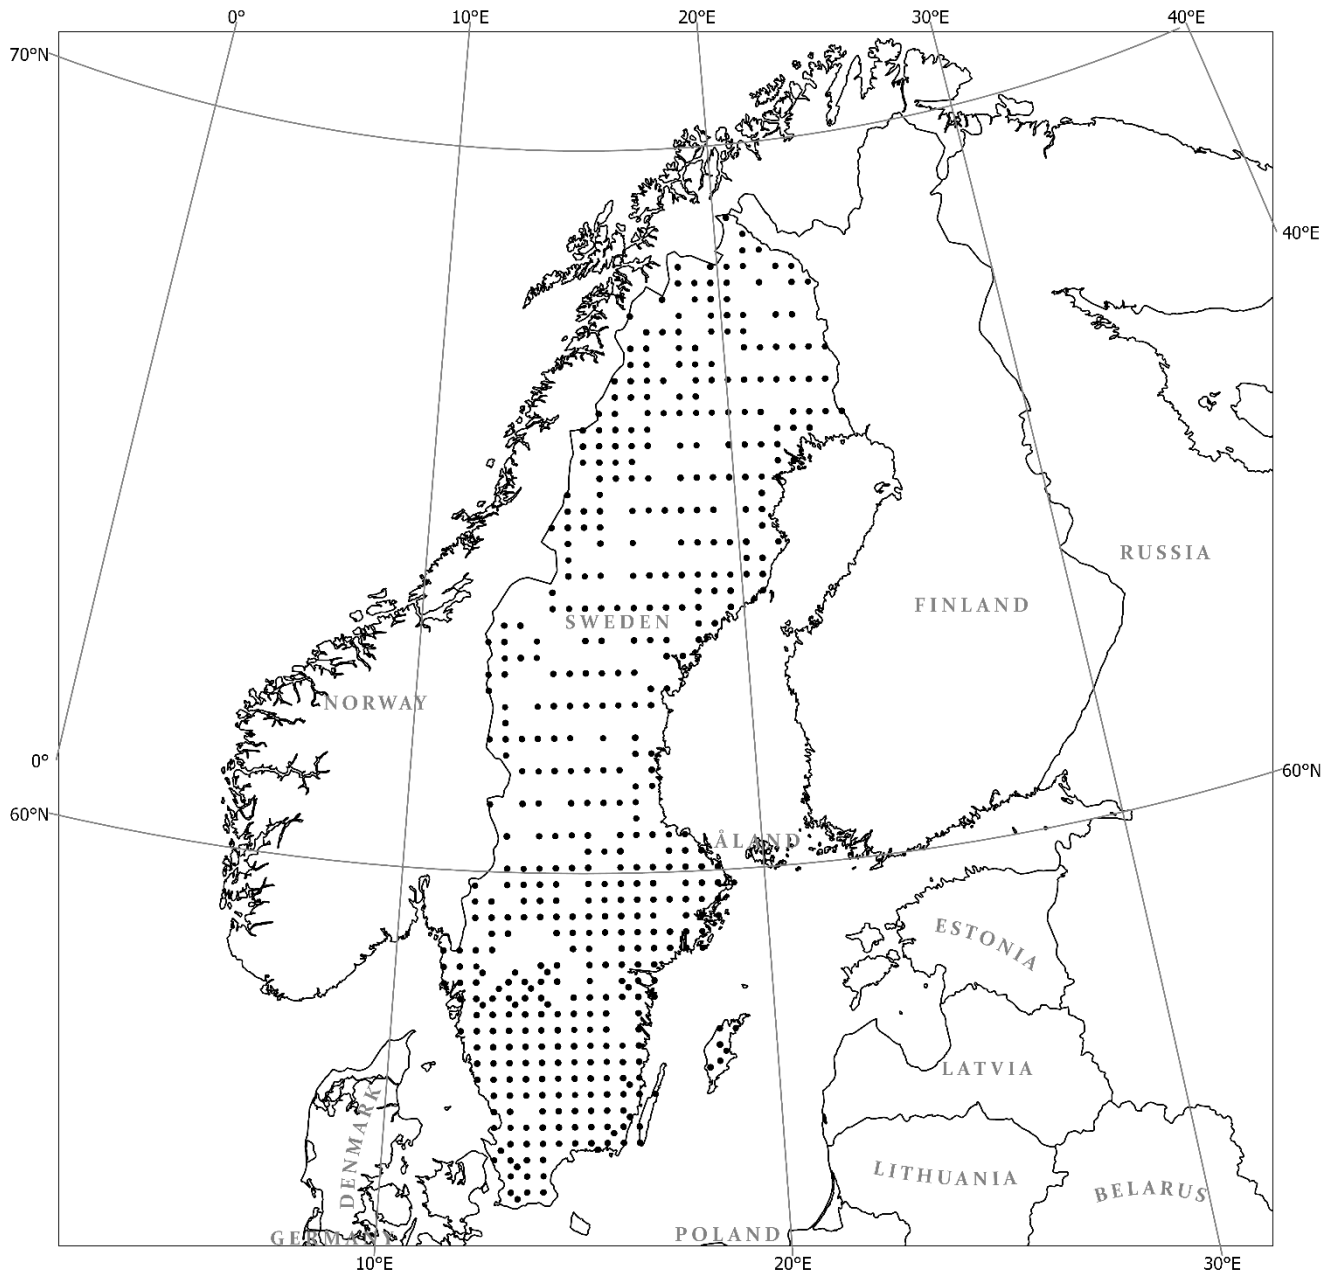 0° 10°E 20°E 30°E 40°E
70°N
40°E
RUSSIA
FINLAND
SWEDEN
NORWAY
0°
60°N
60°N
ÅLAND
ESTONIA
LATVIA
DENMARK
LITHUANIA
BELARUS
GERMANY
POLAND
10°E 20°E 30°E